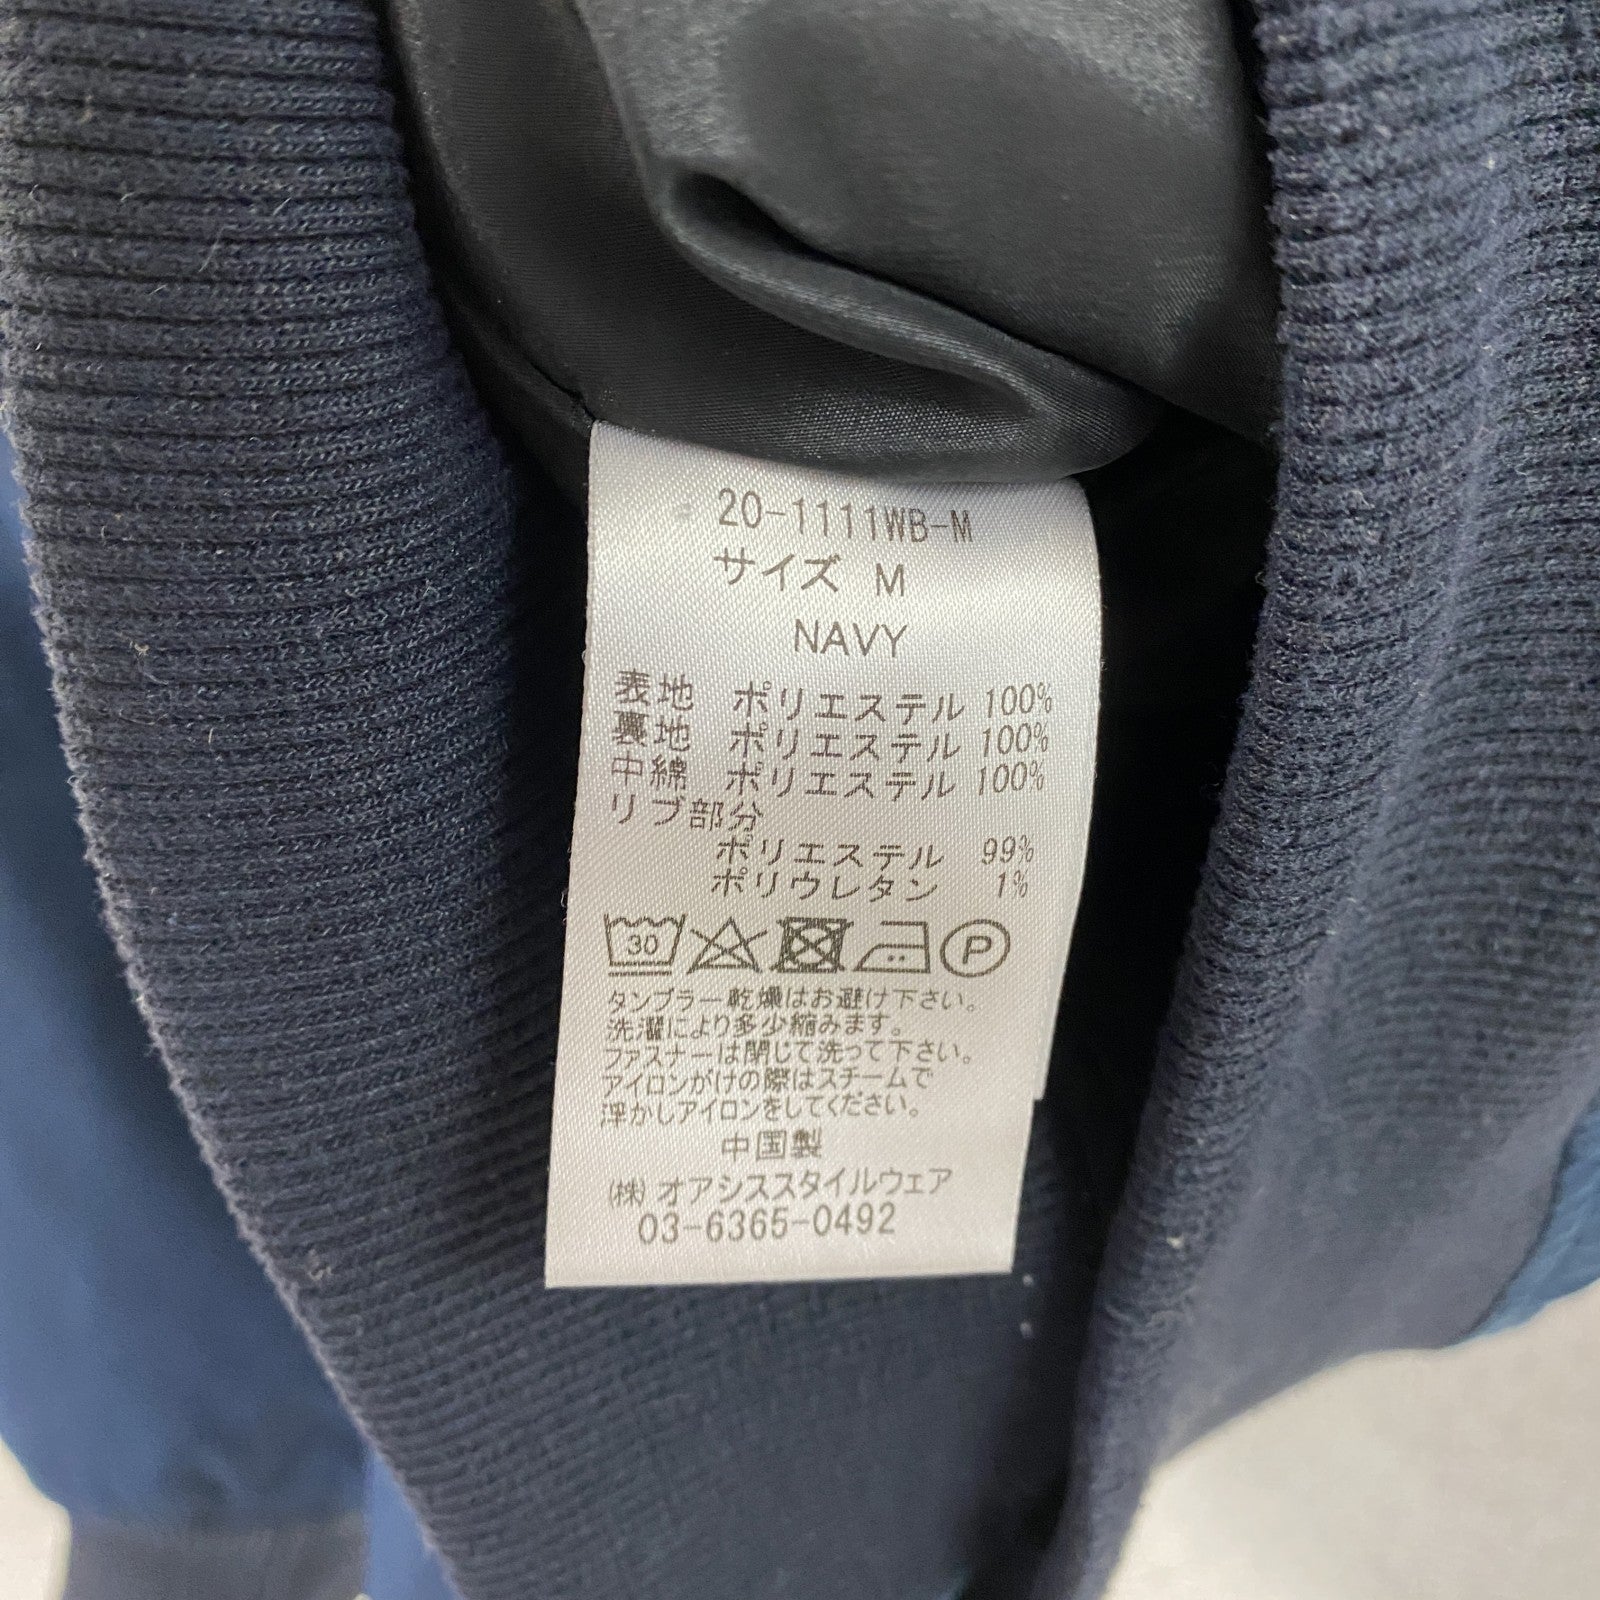 20-1111WB-M
サイズ M
NAVY
表地 ポリエステル 100%
裏地 ポリエステル 100%
中綿 ポリエステル 100%
リブ部分
ポリエステル 99%
ポリウレタン 1%
30 P
タンブラー乾燥はお避け下さい。
洗濯により多少縮みます。
ファスナーは閉じて洗って下さい。
アイロンがけの際はスチームで
浮かしアイロンをしてください。
中国製
(株)オアシススタイルウェア
03-6365-0492